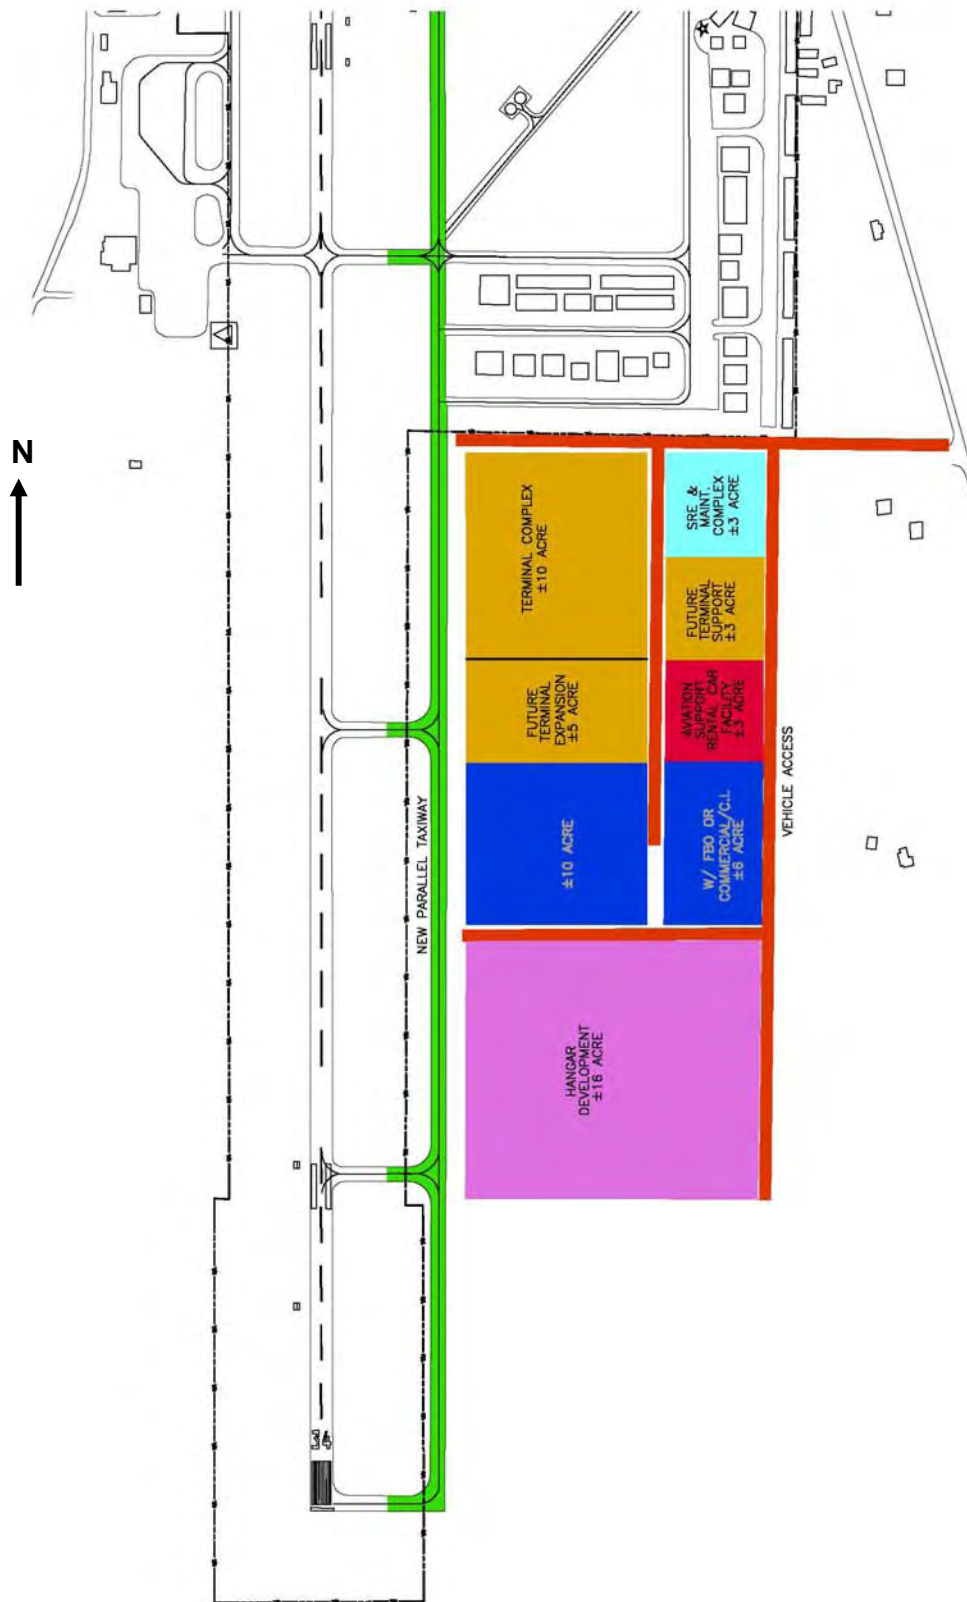 N
TERMINAL COMPLEX
±10 ACRE
SRE &
MAINT.
COMPLEX
±3 ACRE
FUTURE
TERMINAL
SUPPORT
±3 ACRE
FUTURE
TERMINAL
EXPANSION
±5 ACRE
AVIATION
SUPPORT
RENTAL CAR
FACILITY
±3 ACRE
±10 ACRE
W/ FBO OR
COMMERCIAL/C.I.
±6 ACRE
VEHICLE ACCESS
NEW PARALLEL TAXIWAY
HANGAR
DEVELOPMENT
±16 ACRE